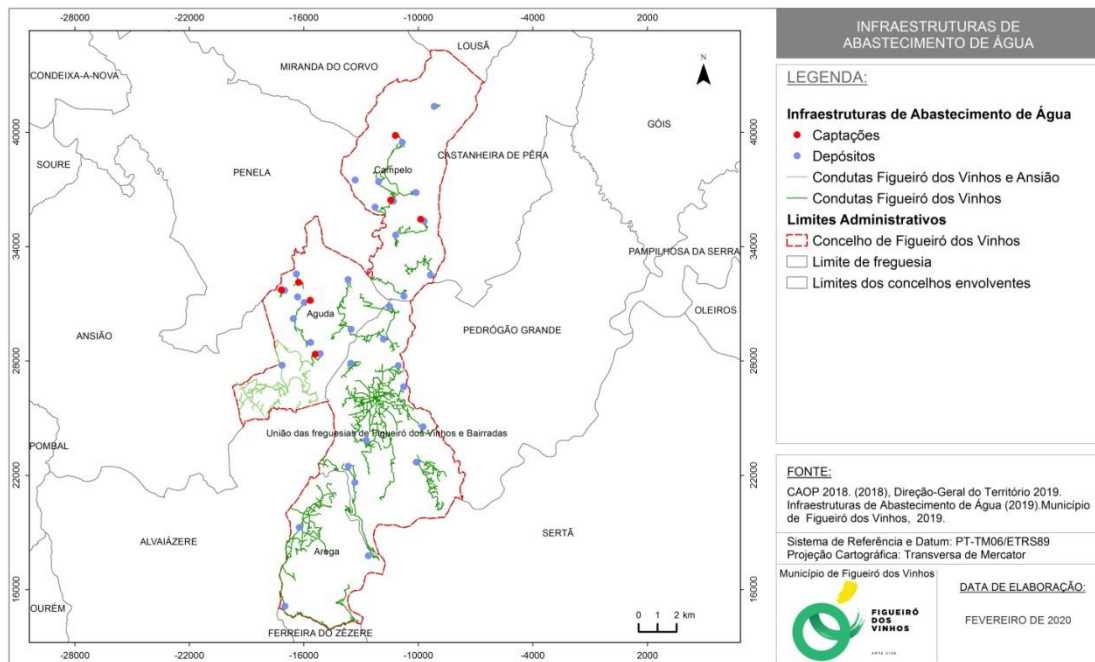 -28000 -22000 -16000 -10000 -4000 2000
LOUSÃ
MIRANDA DO CORVO
CONDEIXA-A-NOVA
N
40000 40000
GÓIS
SOURE
CASTANHEIRA DE PÊRA
PENELA
Campelo
34000 34000
PAMPILHOSA DA SERRA
OLEIROS
Aguda
ANSIÃO
PEDRÓGÃO GRANDE
28000 28000
União das freguesias de Figueiró dos Vinhos e Bairradas
POMBAL
22000 22000
ALVAIÁZERE
SERTÃ
Arega
16000 16000
OURÉM
FERREIRA DO ZÊZERE
0 1 2 km
-28000 -22000 -16000 -10000 -4000 2000
INFRAESTRUTURAS DE
ABASTECIMENTO DE ÁGUA
LEGENDA:
Infraestruturas de Abastecimento de Água
Captações
Depósitos
Condutas Figueiró dos Vinhos e Ansião
Condutas Figueiró dos Vinhos
Limites Administrativos
Concelho de Figueiró dos Vinhos
Limite de freguesia
Limites dos concelhos envolventes
FONTE:
CAOP 2018. (2018), Direção-Geral do Território 2019.
Infraestruturas de Abastecimento de Água (2019).Município
de Figueiró dos Vinhos, 2019.
Sistema de Referência e Datum: PT-TM06/ETRS89
Projeção Cartográfica: Transversa de Mercator
Município de Figueiró dos Vinhos
FIGUEIRÓ
DOS
VINHOS
ARTE VIVA
DATA DE ELABORAÇÃO:
FEVEREIRO DE 2020